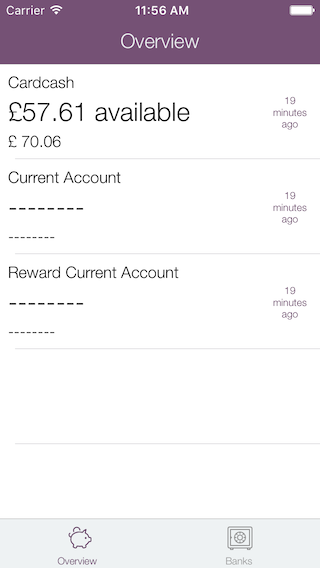 Carrier 11:56 AM
Overview
Cardcash
£57.61 available
£ 70.06
19
minutes
ago
Current Account
--------
--------
19
minutes
ago
Reward Current Account
--------
--------
19
minutes
ago
Overview
Banks